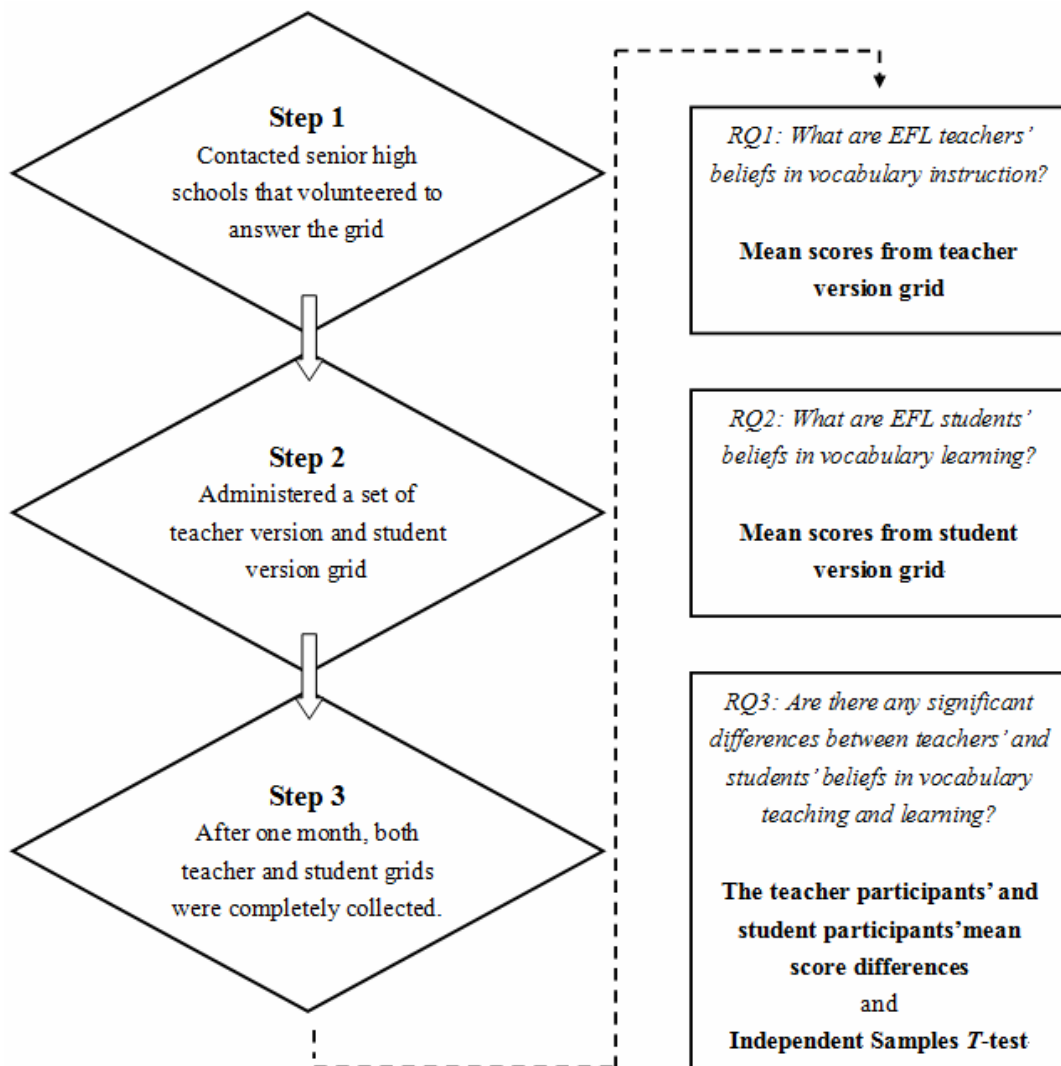 Step 1
Contacted senior high
schools that volunteered to
answer the grid
Step 2
Administered a set of
teacher version and student
version grid
Step 3
After one month, both
teacher and student grids
were completely collected.
RQ1: What are EFL teachers’
beliefs in vocabulary instruction?
Mean scores from teacher
version grid
RQ2: What are EFL students’
beliefs in vocabulary learning?
Mean scores from student
version grid
RQ3: Are there any significant
differences between teachers’ and
students’ beliefs in vocabulary
teaching and learning?
The teacher participants’ and
student participants’mean
score differences
and
Independent Samples T-test